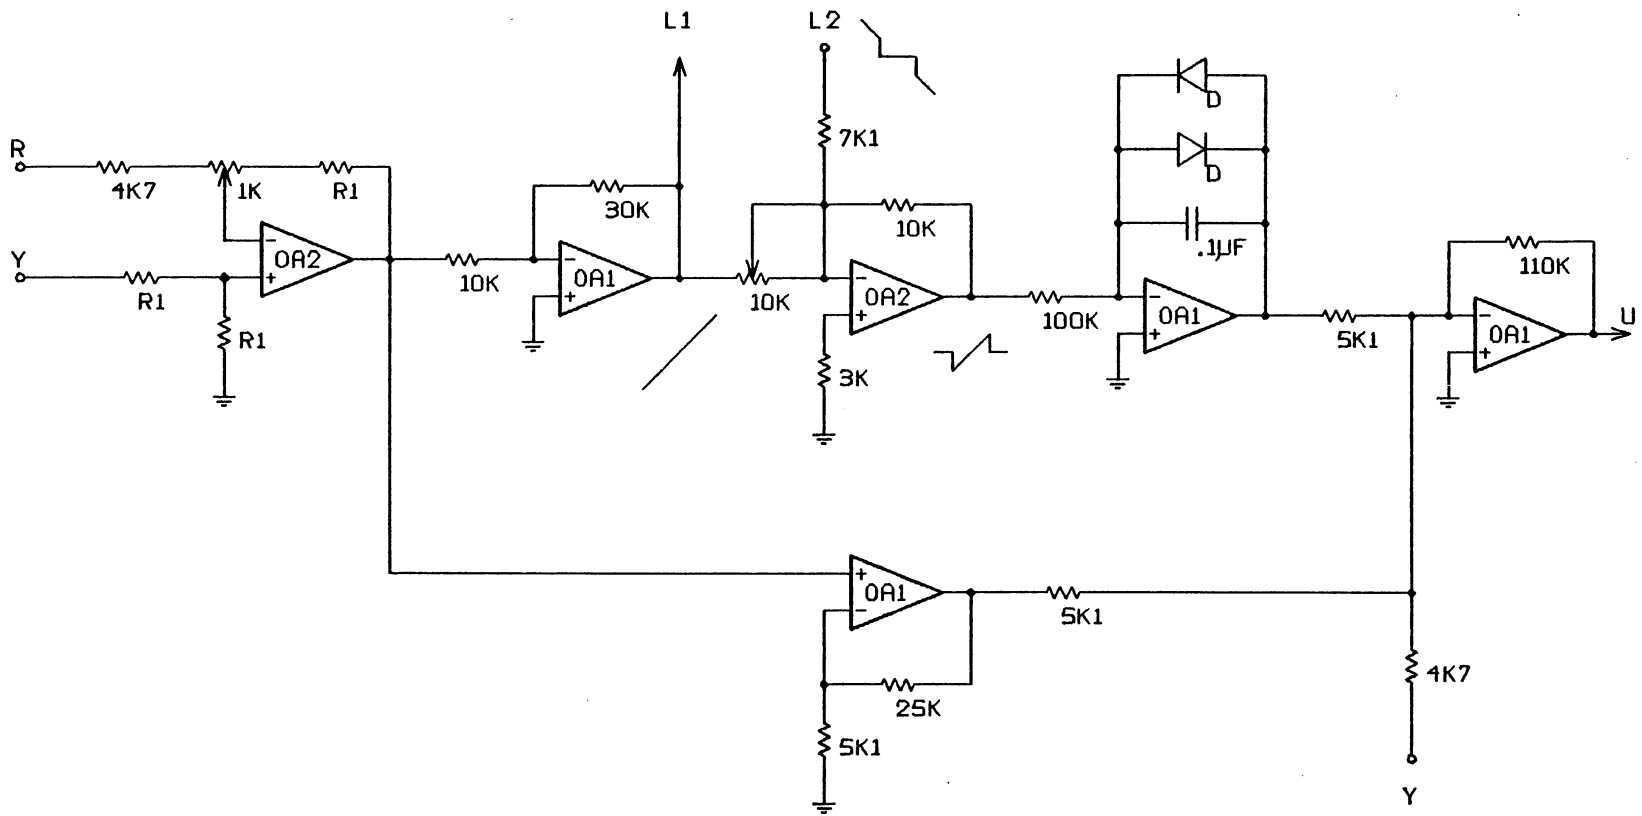 L1
L2
D
7K1
R
D
4K7
1K
R1
30K
10K
.1µF
Y
-
+
OA2
R1
R1
10K
-
+
OA1
10K
-
+
OA2
3K
100K
-
+
OA1
5K1
110K
-
+
OA1
U
+
-
OA1
5K1
25K
5K1
4K7
Y